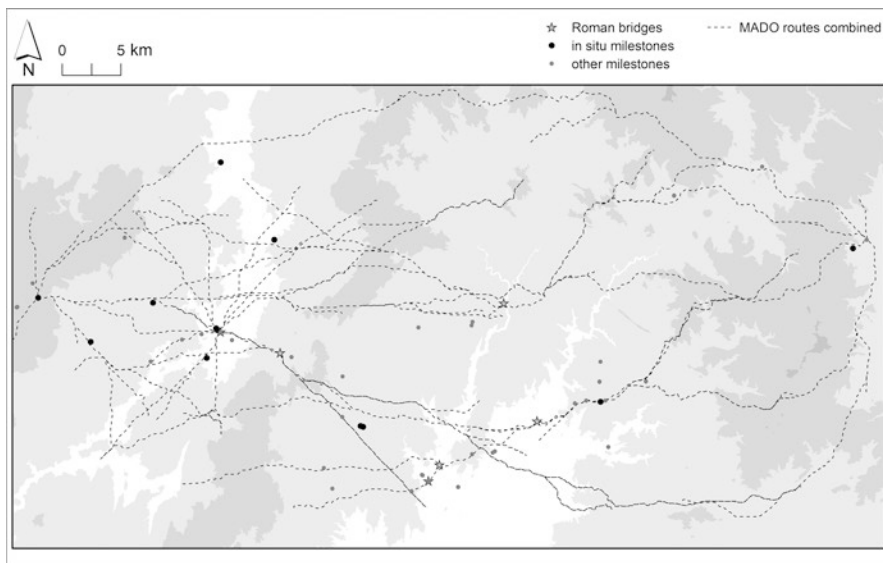 Roman bridges
in situ milestones
other milestones
MADO routes combined
0 5 km
N